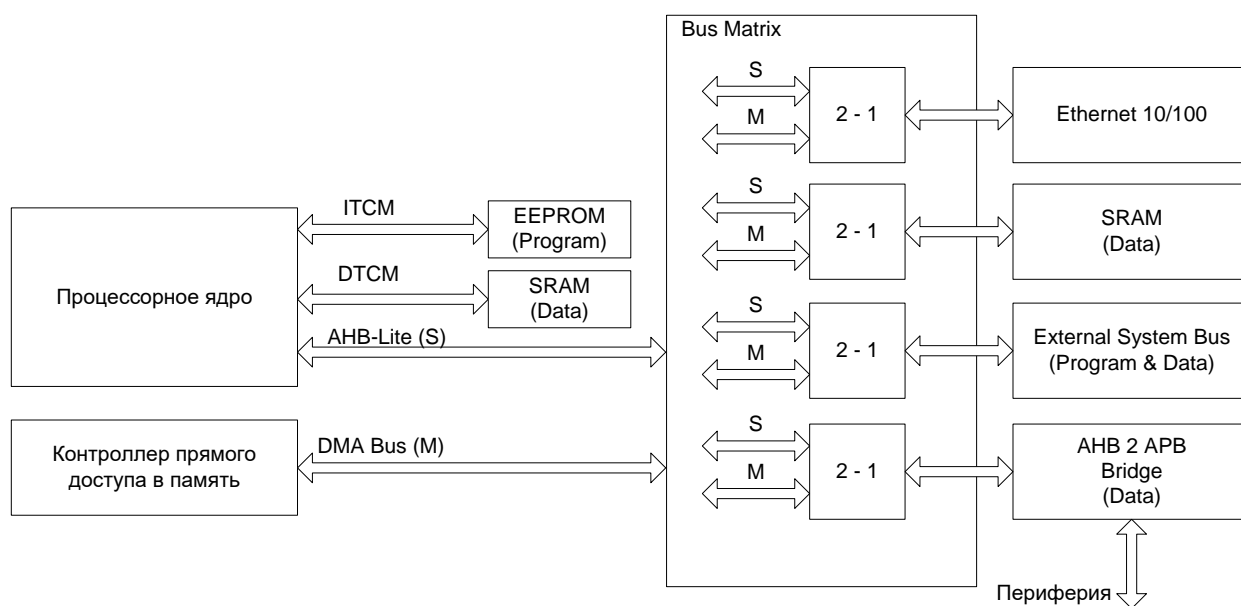 Bus Matrix
S
M
2 - 1
Ethernet 10/100
S
M
2 - 1
SRAM
(Data)
ITCM
EEPROM
(Program)
Процессорное ядро
DTCM
SRAM
(Data)
AHB-Lite (S)
S
M
2 - 1
External System Bus
(Program & Data)
Контроллер прямого
доступа в память
DMA Bus (M)
S
M
2 - 1
AHB 2 APB
Bridge
(Data)
Периферия